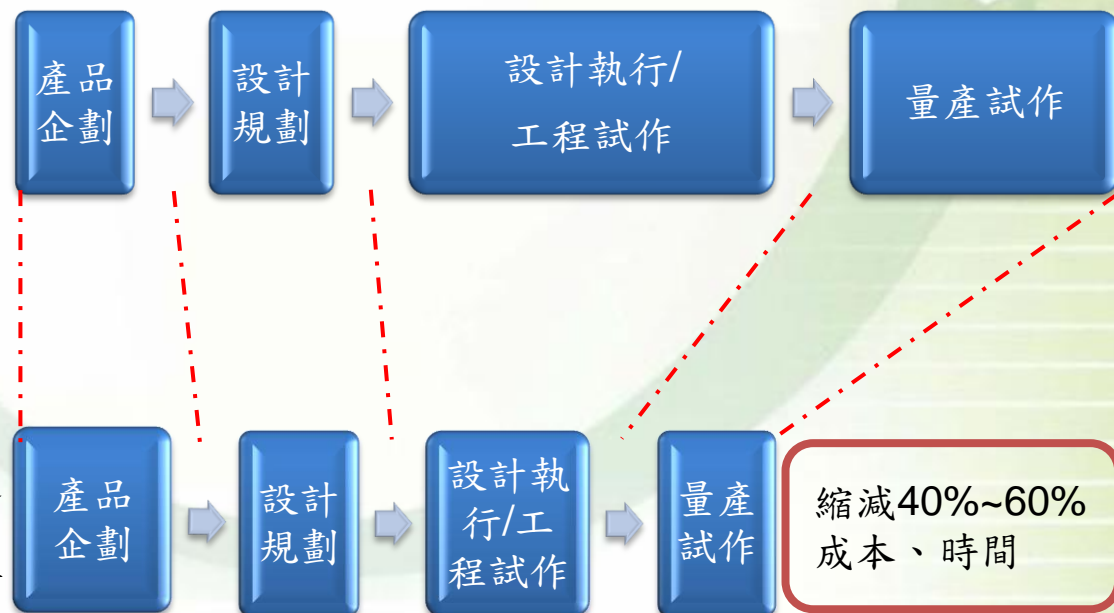 產品
企劃
設計
規劃
設計執行/
工程試作
量產試作
產品
企劃
設計
規劃
設計執
行/工
程試作
量產
試作
縮減40%~60%
成本、時間